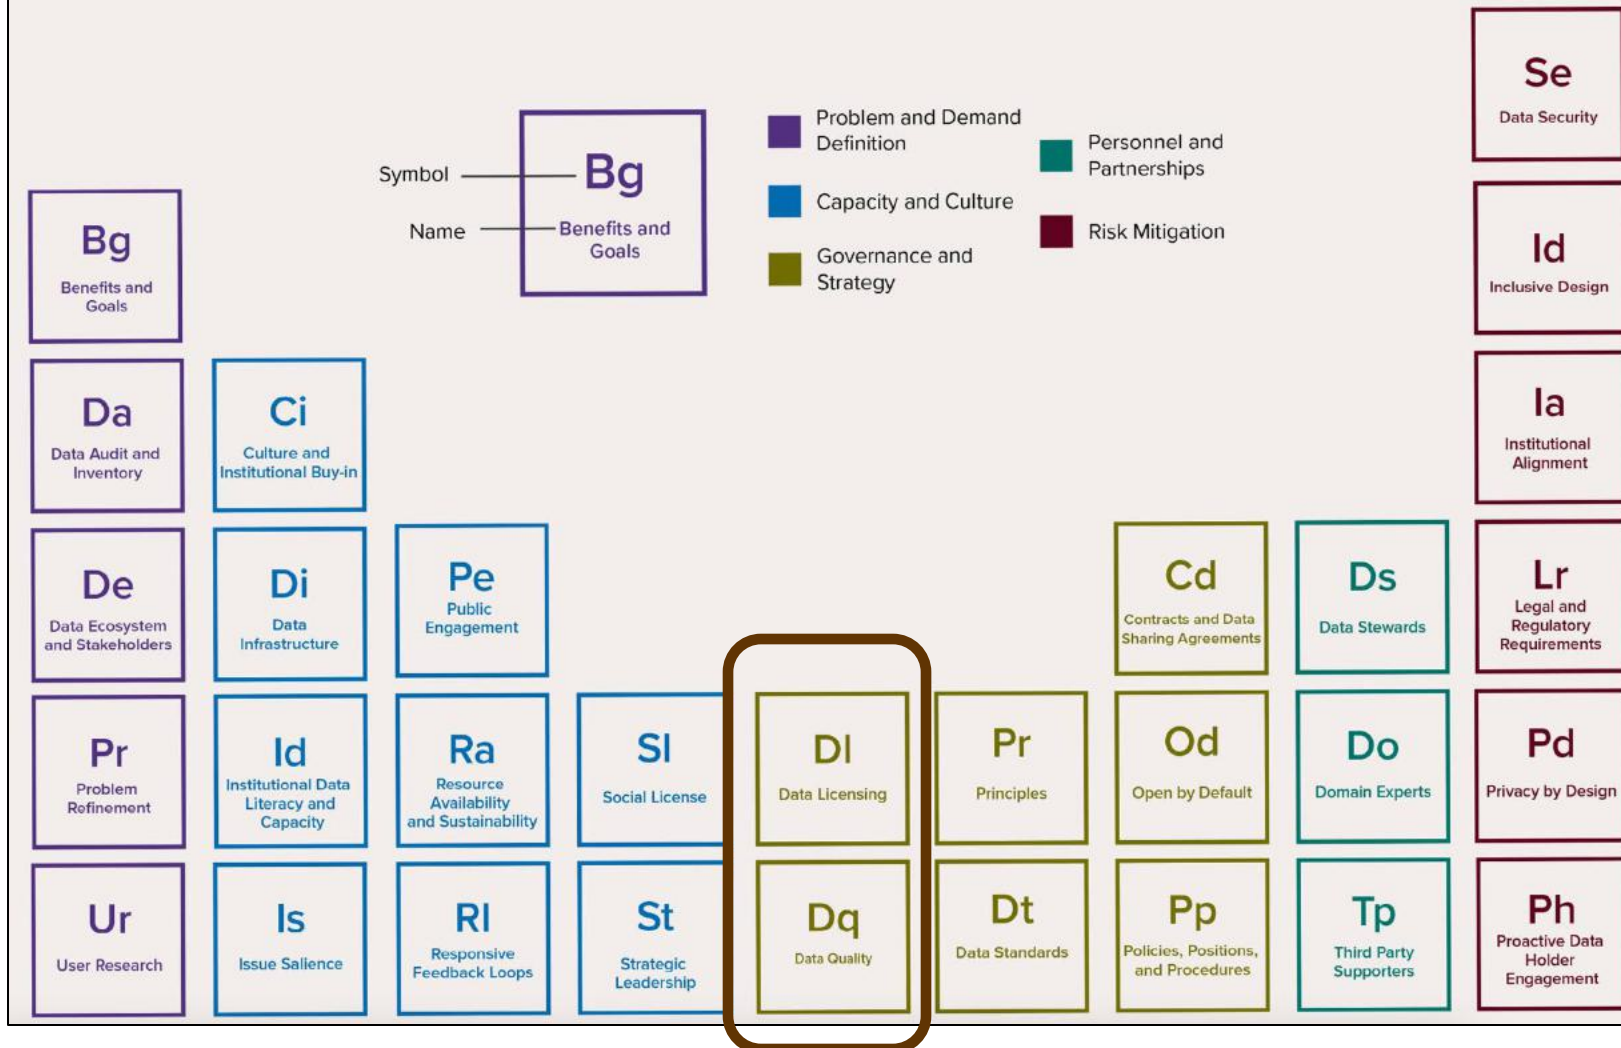 Se
Data Security
Symbol
Bg
Name
Benefits and
Goals
Problem and Demand
Definition
Capacity and Culture
Governance and
Strategy
Personnel and
Partnerships
Risk Mitigation
Bg
Benefits and
Goals
Id
Inclusive Design
Da
Data Audit and
Inventory
Ci
Culture and
Institutional Buy-in
Ia
Institutional
Alignment
De
Data Ecosystem
and Stakeholders
Di
Data
Infrastructure
Pe
Public
Engagement
Cd
Contracts and Data
Sharing Agreements
Ds
Data Stewards
Lr
Legal and
Regulatory
Requirements
Pr
Problem
Refinement
Id
Institutional Data
Literacy and
Capacity
Ra
Resource
Availability
and Sustainability
Sl
Social License
Dl
Data Licensing
Pr
Principles
Od
Open by Default
Do
Domain Experts
Pd
Privacy by Design
Ur
User Research
Is
Issue Salience
Rl
Responsive
Feedback Loops
St
Strategic
Leadership
Dq
Data Quality
Dt
Data Standards
Pp
Policies, Positions,
and Procedures
Tp
Third Party
Supporters
Ph
Proactive Data
Holder
Engagement